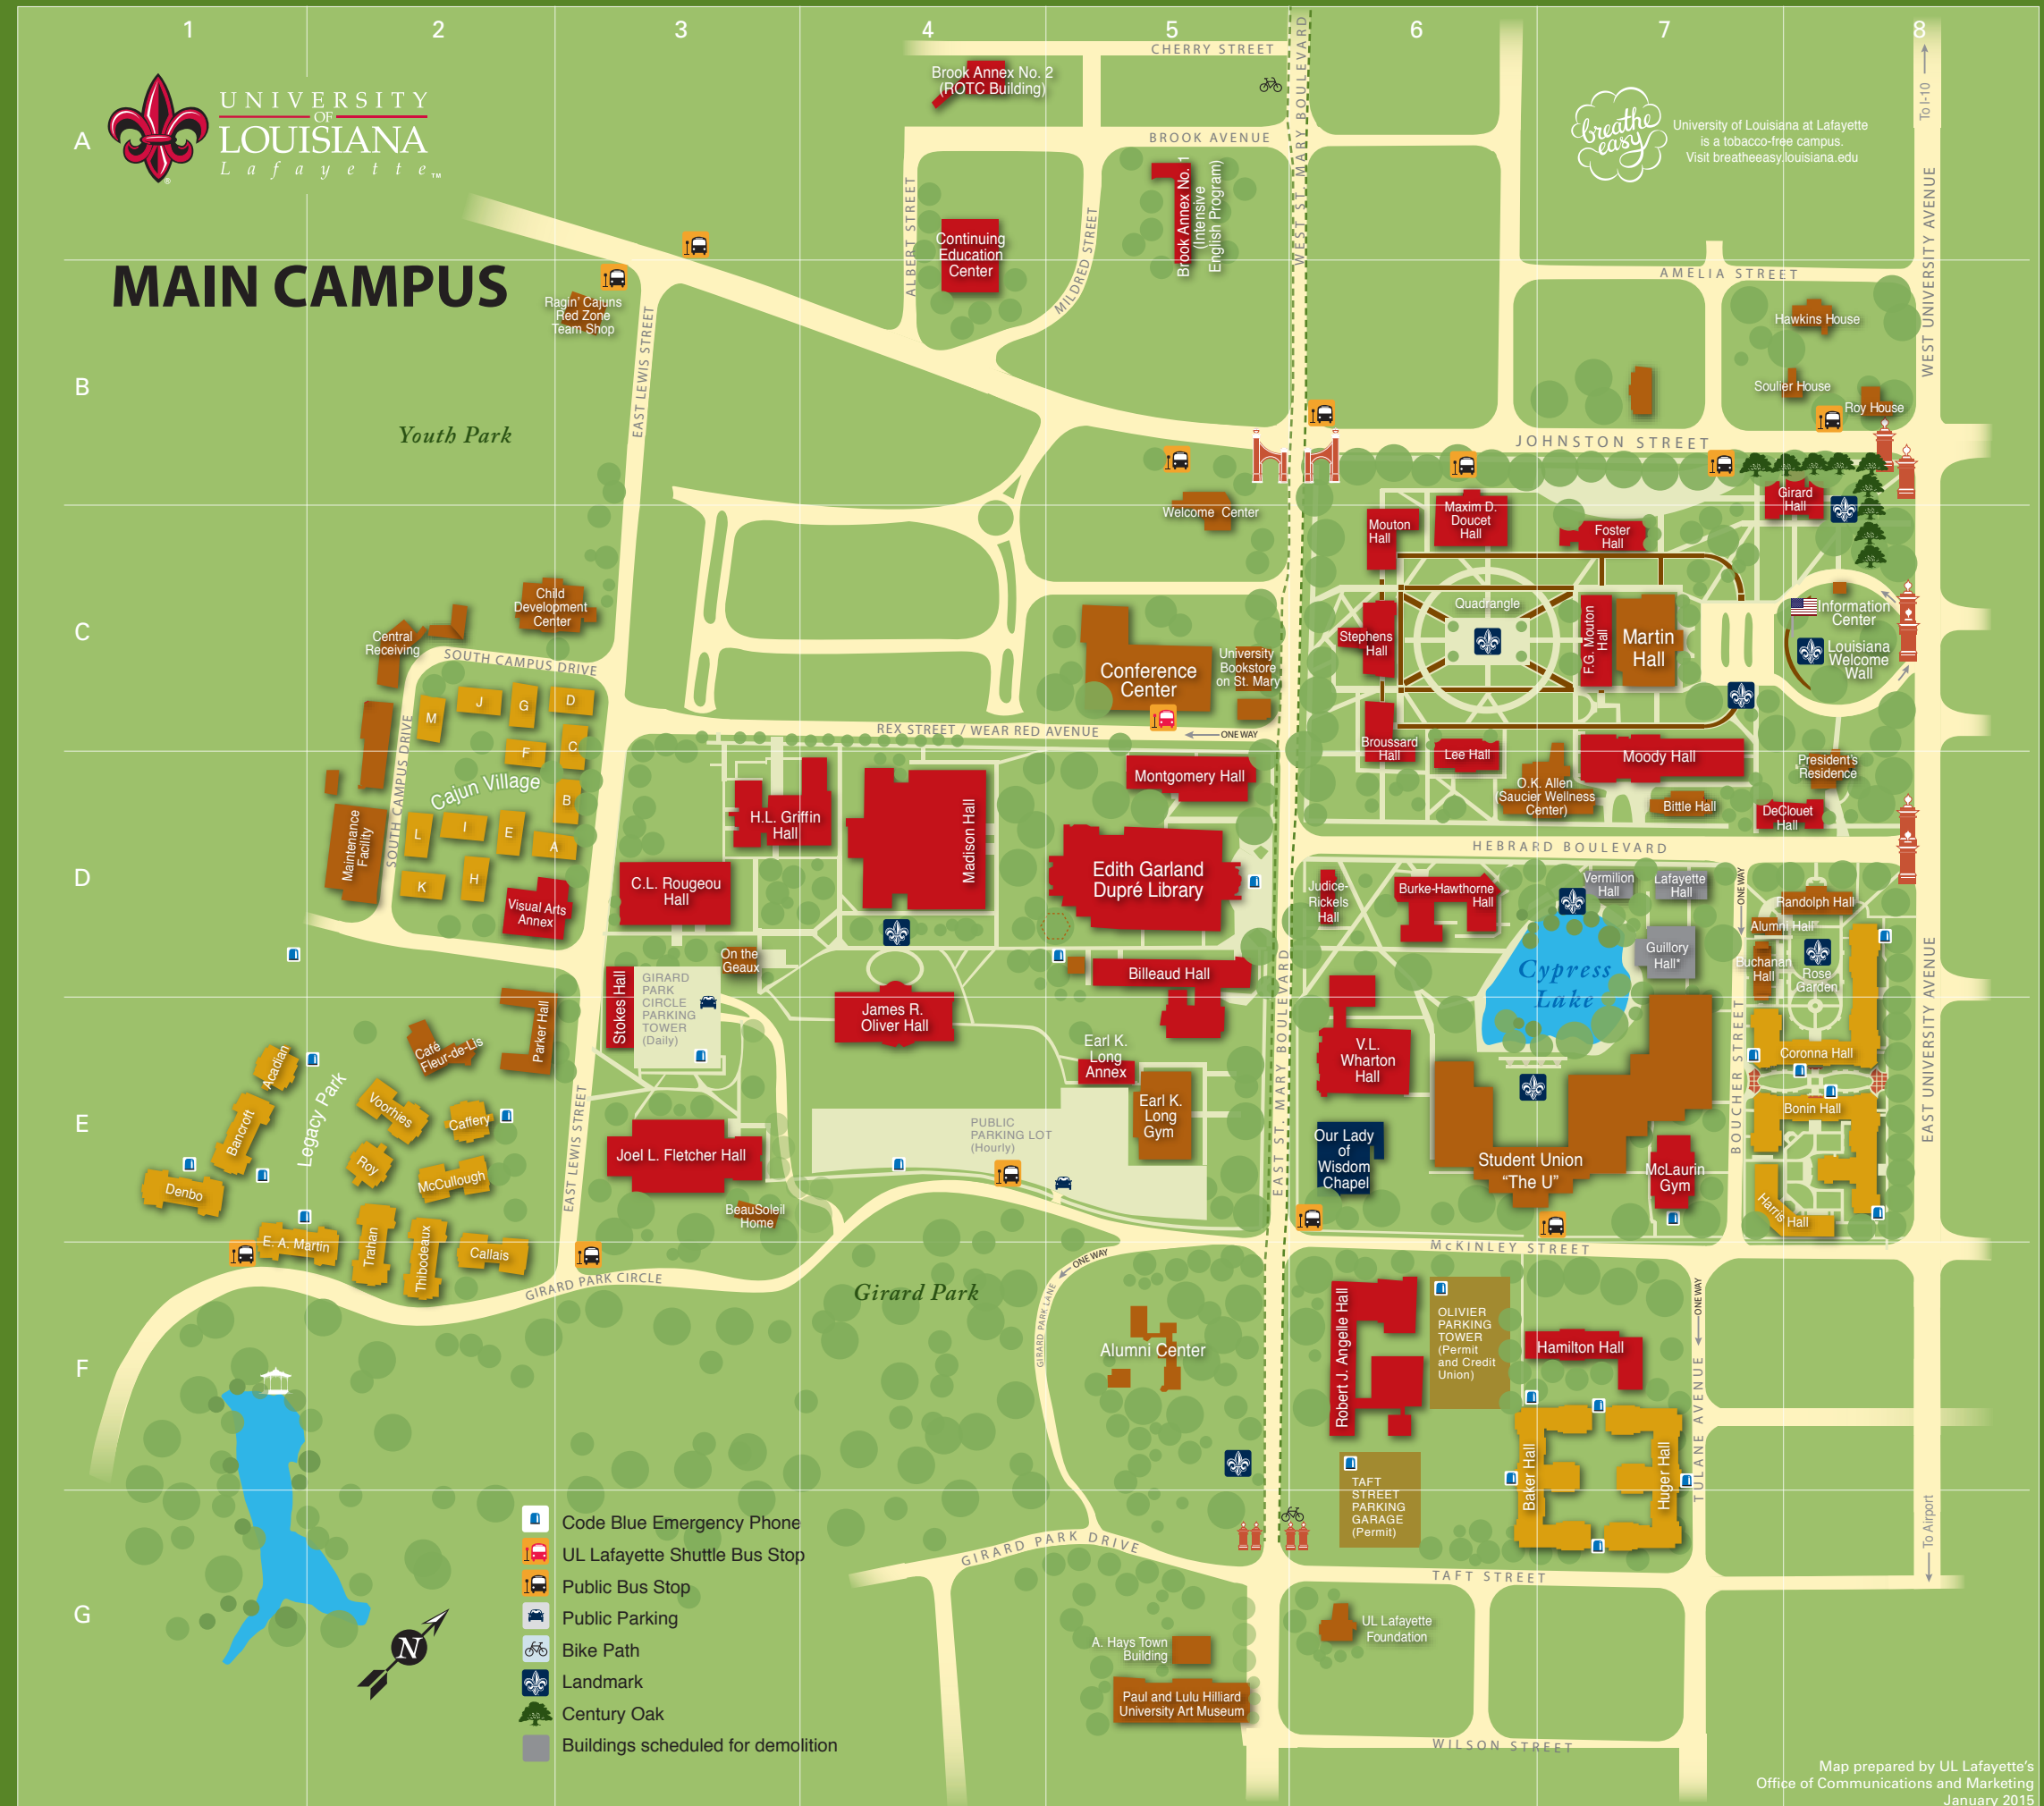 1 2 3 4 5 6 7 8
A
B
C
D
E
F
G
UNIVERSITY
OF
LOUISIANA
Lafayette™
®
MAIN CAMPUS
breathe
easy
University of Louisiana at Lafayette
is a tobacco-free campus.
Visit breatheeasy.louisiana.edu
To I-10
CHERRY STREET
WEST ST. MARY BOULEVARD
Brook Annex No. 2
(ROTC Building)
BROOK AVENUE
ALBERT STREET
MILDRED STREET
Brook Annex No. 1
(Intensive
English Program)
Continuing
Education
Center
WEST UNIVERSITY AVENUE
AMELIA STREET
Ragin' Cajuns
Red Zone
Team Shop
EAST LEWIS STREET
Hawkins House
Soulier House
Roy House
Youth Park
JOHNSTON STREET
Welcome Center
Mouton
Hall
Maxim D.
Doucet
Hall
Foster
Hall
Girard
Hall
Child
Development
Center
Central
Receiving
SOUTH CAMPUS DRIVE
Quadrangle
Stephens
Hall
F.G. Mouton
Hall
Martin
Hall
Information
Center
Louisiana
Welcome
Wall
Conference
Center
University
Bookstore
on St. Mary
M
J
G
D
F
C
B
L
I
E
A
K
H
Cajun Village
SOUTH CAMPUS DRIVE
Maintenance
Facility
Visual Arts
Annex
REX STREET / WEAR RED AVENUE
ONE WAY
Broussard
Hall
Lee Hall
Moody Hall
President's
Residence
O.K. Allen
Saucier Wellness
Center)
Bittle Hall
DeClouet
Hall
Montgomery Hall
H.L. Griffin
Hall
Madison Hall
Edith Garland
Dupré Library
C.L. Rougeou
Hall
HEBRARD BOULEVARD
Judice-
Rickels
Hall
Burke-Hawthorne
Hall
Vermilion
Hall
Lafayette
Hall
ONE WAY
Randolph Hall
Alumni Hall*
Guillory
Hall*
Buchanan
Hall
Rose
Garden
Cypress
Lake
On the
Geaux
Billeaud Hall
Stokes Hall
GIRARD
PARK
CIRCLE
PARKING
TOWER
(Daily)
James R.
Oliver Hall
Parker Hall
Café
Fleur-de-Lis
Earl K.
Long
Annex
Earl K.
Long
Gym
V.L.
Wharton
Hall
EAST ST. MARY BOULEVARD
BOUCHER STREET
EAST UNIVERSITY AVENUE
Coronna Hall
Bonin Hall
Harris Hall
Acadian
Bancroft
Legacy Park
Voorhies
Caffery
Roy
McCullough
Denbo
E. A. Martin
Trahan
Thibodeaux
Callais
EAST LEWIS STREET
Joel L. Fletcher Hall
BeauSoleil
Home
PUBLIC
PARKING LOT
(Hourly)
Our Lady
of
Wisdom
Chapel
Student Union
“The U”
McLaurin
Gym
McKINLEY STREET
GIRARD PARK CIRCLE
Girard Park
ONE WAY
GIRARD PARK LANE
Alumni Center
Robert J. Angelle Hall
OLIVIER
PARKING
TOWER
(Permit
and Credit
Union)
Hamilton Hall
ONE WAY
TULANE AVENUE
Baker Hall
Huger Hall
TAFT
STREET
PARKING
GARAGE
(Permit)
GIRARD PARK DRIVE
TAFT STREET
To Airport
Code Blue Emergency Phone
UL Lafayette Shuttle Bus Stop
Public Bus Stop
Public Parking
Bike Path
Landmark
Century Oak
Buildings scheduled for demolition
N
UL Lafayette
Foundation
A. Hays Town
Building
Paul and Lulu Hilliard
University Art Museum
WILSON STREET
Map prepared by UL Lafayette's
Office of Communications and Marketing
January 2015